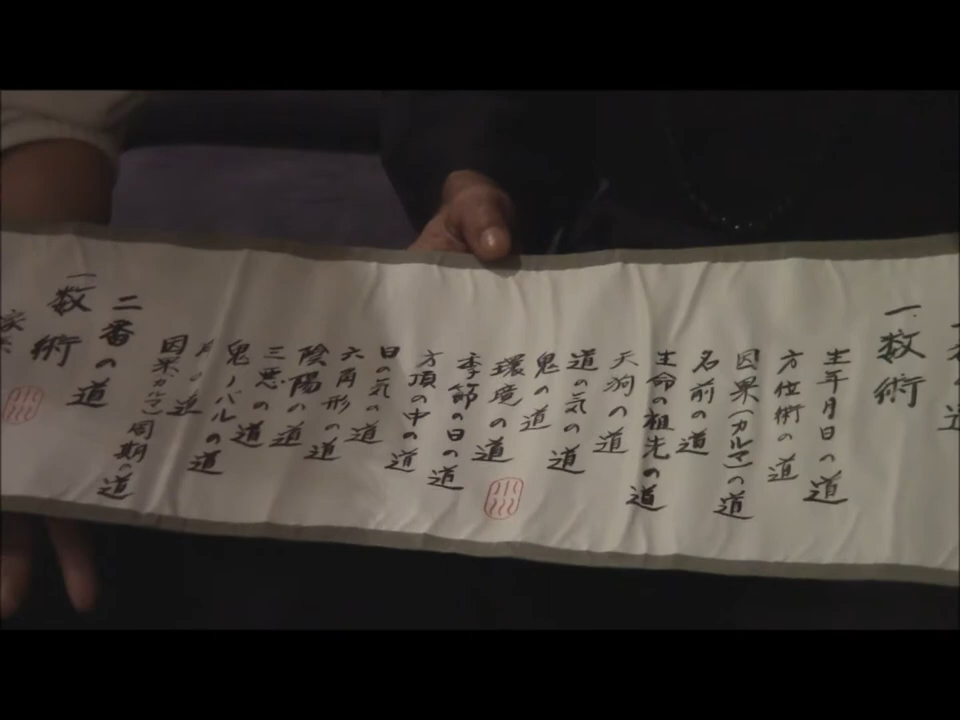 一、数術
生年月日の道
方位術の道
因果(カルマ)の道
名前の道
生命の祖先の道
天狗の道
道の気の道
鬼の道
環境の道
季節の日の道
方頂の中の道
日の気の道
六角形の道
陰陽の道
三悪の道
鬼ノバルの道
因果(カルマ)周期の道
二番の道
一数術